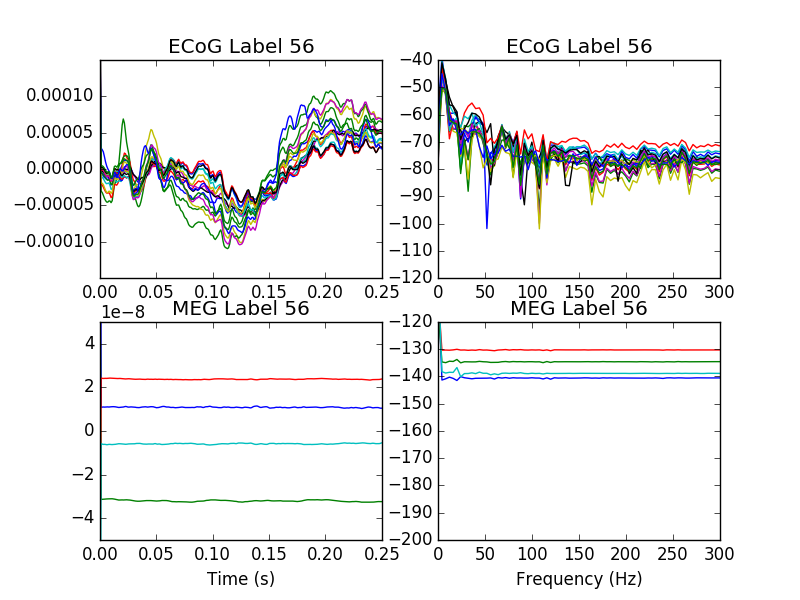 ECoG Label 56
0.00010
0.00005
0.00000
−0.00005
−0.00010
0.00 0.05 0.10 0.15 0.20 0.25
ECoG Label 56
−40
−50
−60
−70
−80
−90
−100
−110
−120
0 50 100 150 200 250 300
MEG Label 56
1e−8
4
2
0
−2
−4
0.00 0.05 0.10 0.15 0.20 0.25
Time (s)
MEG Label 56
−120
−130
−140
−150
−160
−170
−180
−190
−200
0 50 100 150 200 250 300
Frequency (Hz)